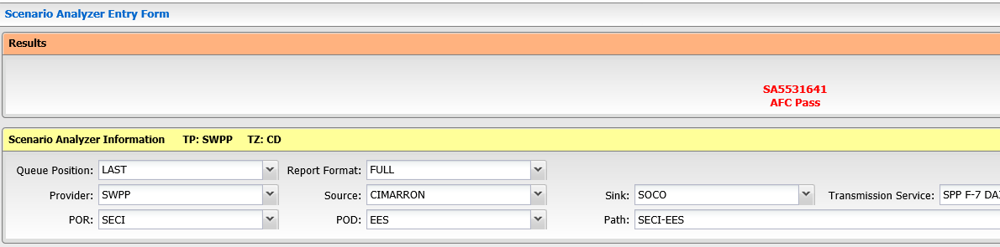 Scenario Analyzer Entry Form
Results
SA5531641
AFC Pass
Scenario Analyzer Information TP: SWPP TZ: CD
Queue Position: LAST Report Format: FULL
Provider: SWPP Source: CIMARRON Sink: SOCO Transmission Service: SPP F-7
POR: SECI POD: EES Path: SECI-EES